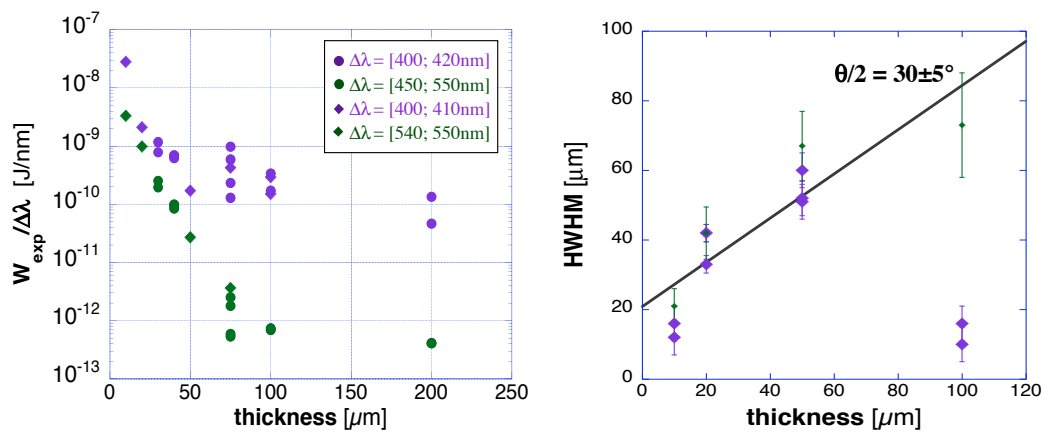 10⁻⁷
10⁻⁸
10⁻⁹
10⁻¹⁰
10⁻¹¹
10⁻¹²
10⁻¹³
W_exp/Δλ [J/nm]
Δλ = [400; 420nm]
Δλ = [450; 550nm]
Δλ = [400; 410nm]
Δλ = [540; 550nm]
0 50 100 150 200 250
thickness [µm]
100
80
60
40
20
0
HWHM [µm]
θ/2 = 30±5°
0 20 40 60 80 100 120
thickness [µm]